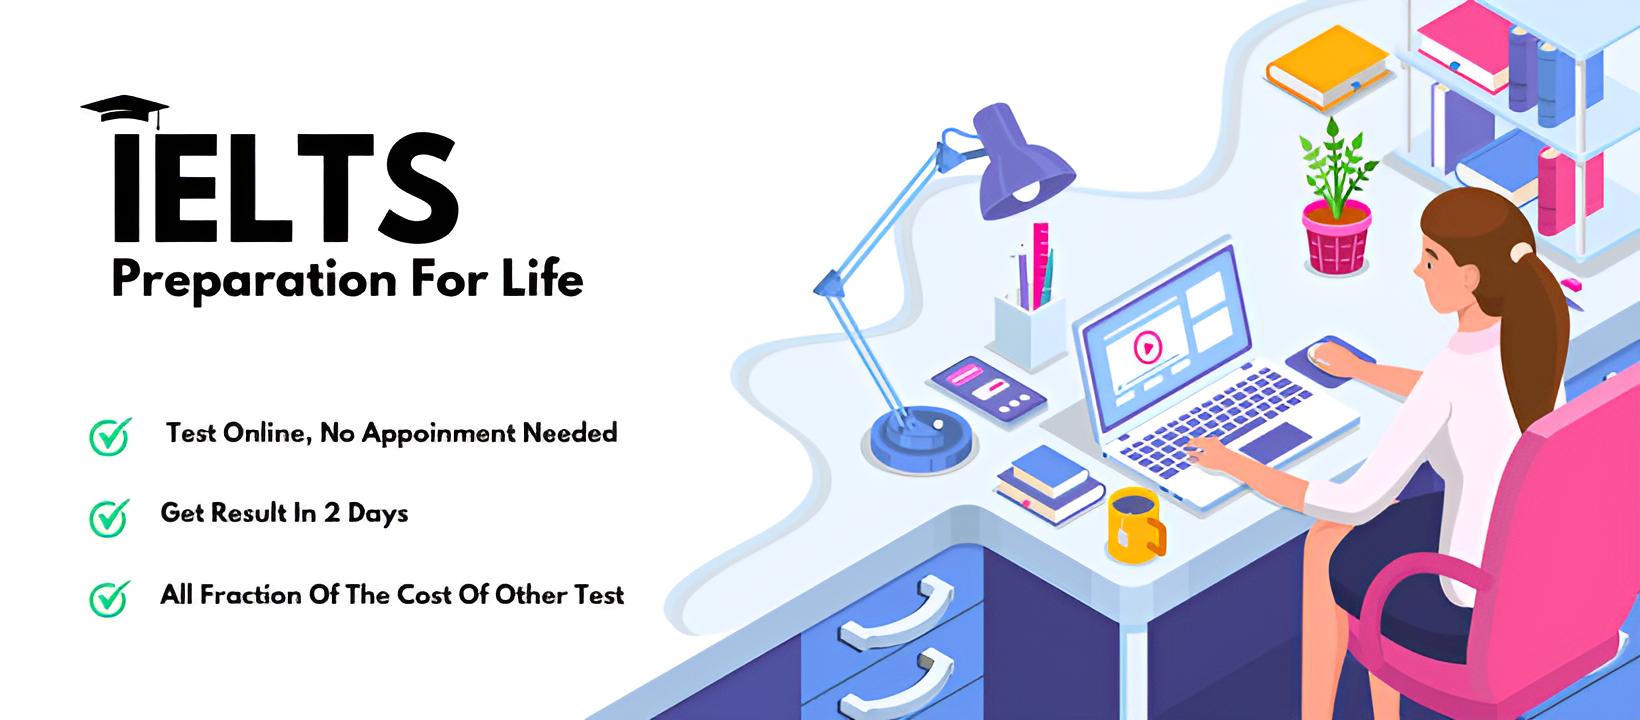 IELTS
Preparation For Life
Test Online, No Appoinment Needed
Get Result In 2 Days
All Fraction Of The Cost Of Other Test